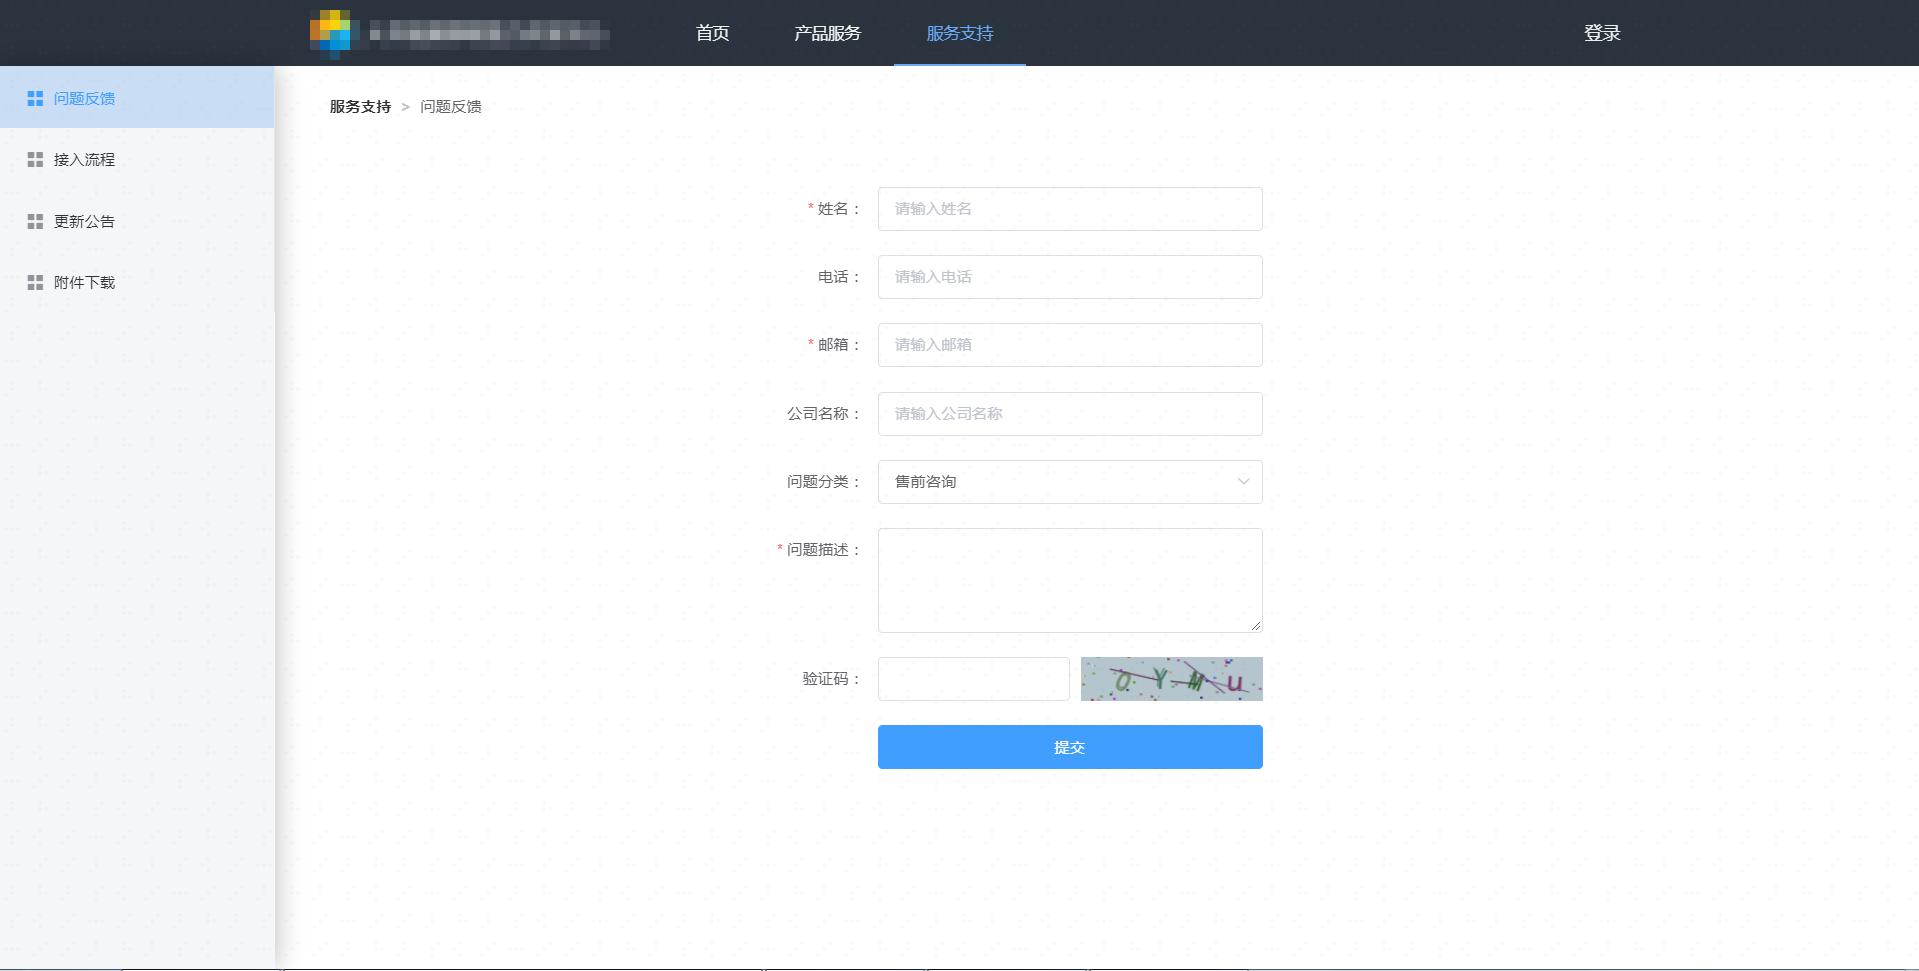 首页
产品服务
服务支持
登录
问题反馈
接入流程
更新公告
附件下载
服务支持 > 问题反馈
* 姓名：
请输入姓名
电话：
请输入电话
* 邮箱：
请输入邮箱
公司名称：
请输入公司名称
问题分类：
售前咨询
* 问题描述：
验证码：
OYMu
提交